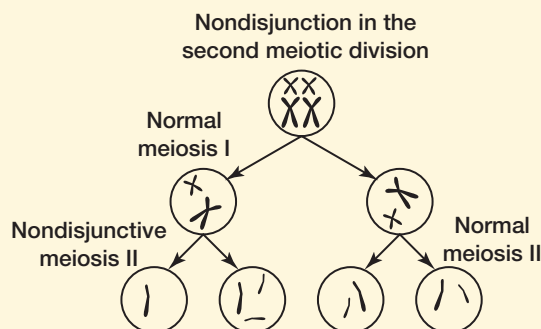 Nondisjunction in the
second meiotic division
Normal
meiosis I
Nondisjunctive
meiosis II
Normal
meiosis II